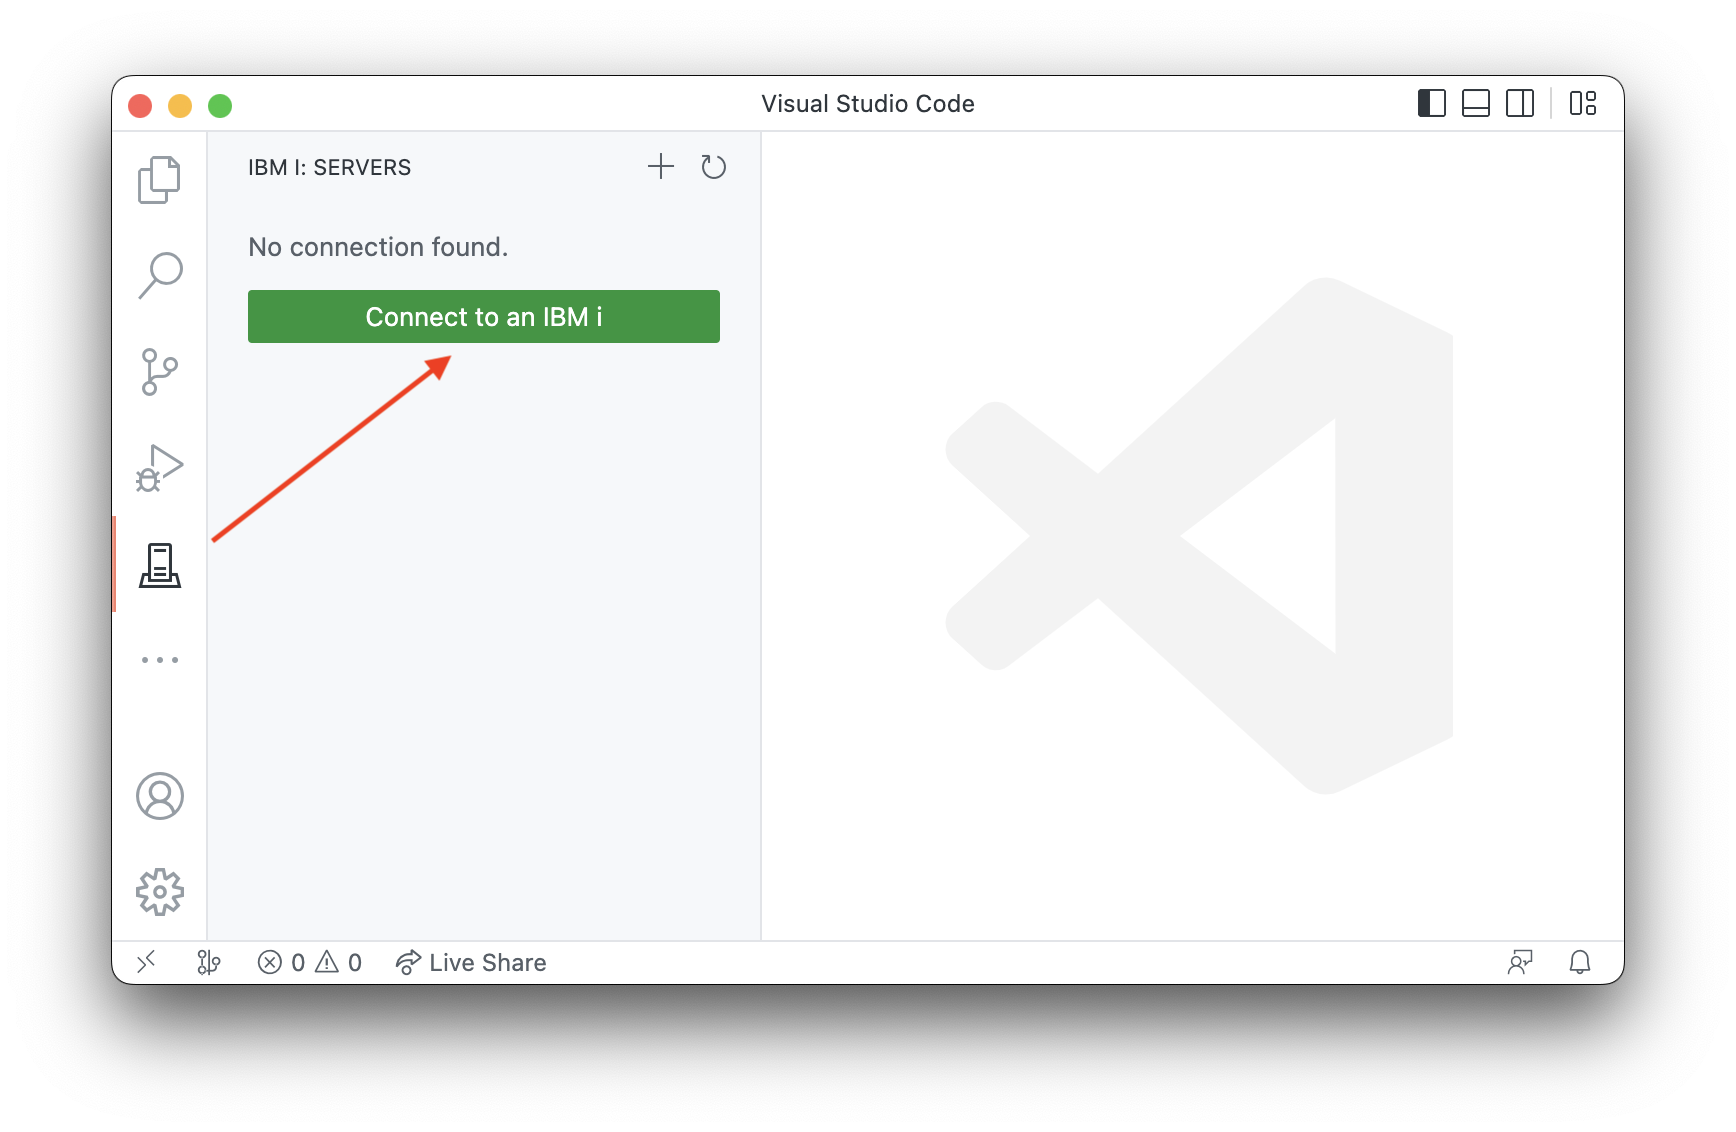 Visual Studio Code
IBM I: SERVERS
No connection found.
Connect to an IBM i
0 0 Live Share